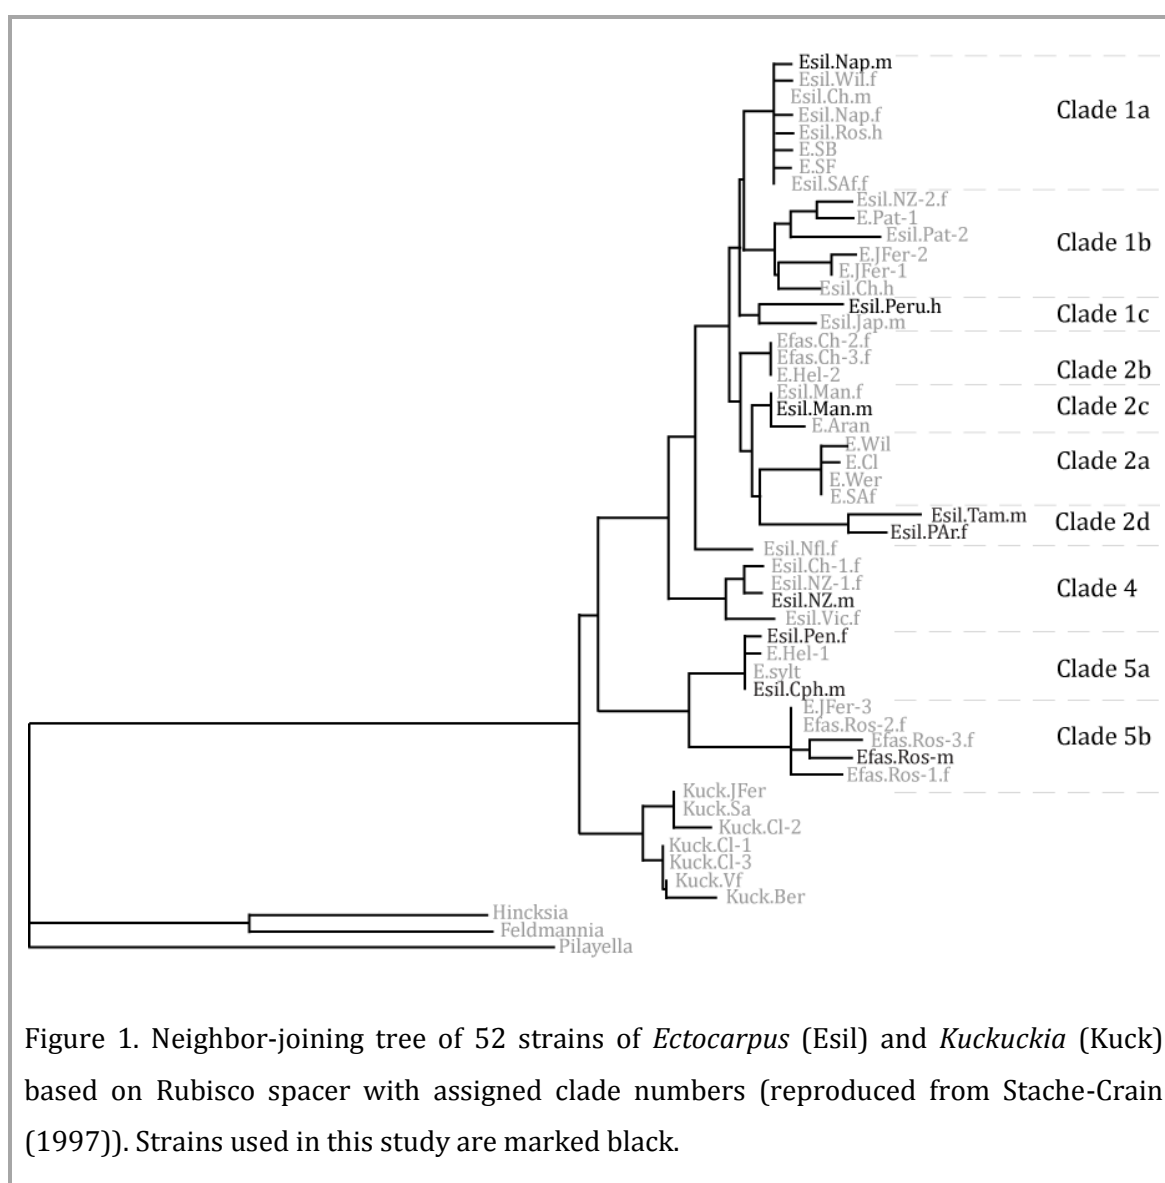 Esil.Nap.m
Esil.Wil.f
Esil.Ch.m
Esil.Nap.f
Esil.Ros.h
E.SB
E.SF
Esil.SAf.f
Clade 1a
Esil.NZ-2.f
E.Pat-1
Esil.Pat-2
E.JFer-2
E.JFer-1
Esil.Ch.h
Clade 1b
Esil.Peru.h
Esil.Jap.m
Clade 1c
Efas.Ch-2.f
Efas.Ch-3.f
E.Hel-2
Clade 2b
Esil.Man.f
Esil.Man.m
E.Aran
Clade 2c
E.Wil
E.Cl
E.Wer
E.SAf
Clade 2a
Esil.Tam.m
Esil.PAr.f
Clade 2d
Esil.Nfl.f
Esil.Ch-1.f
Esil.NZ-1.f
Esil.NZ.m
Esil.Vic.f
Clade 4
Esil.Pen.f
E.Hel-1
E.sylt
Esil.Cph.m
Clade 5a
E.JFer-3
Efas.Ros-2.f
Efas.Ros-3.f
Efas.Ros-m
Efas.Ros-1.f
Clade 5b
Kuck.JFer
Kuck.Sa
Kuck.Cl-2
Kuck.Cl-1
Kuck.Cl-3
Kuck.Vf
Kuck.Ber
Hincksia
Feldmannia
Pilayella
Figure 1. Neighbor-joining tree of 52 strains of Ectocarpus (Esil) and Kuckuckia (Kuck)
based on Rubisco spacer with assigned clade numbers (reproduced from Stache-Crain
(1997)). Strains used in this study are marked black.